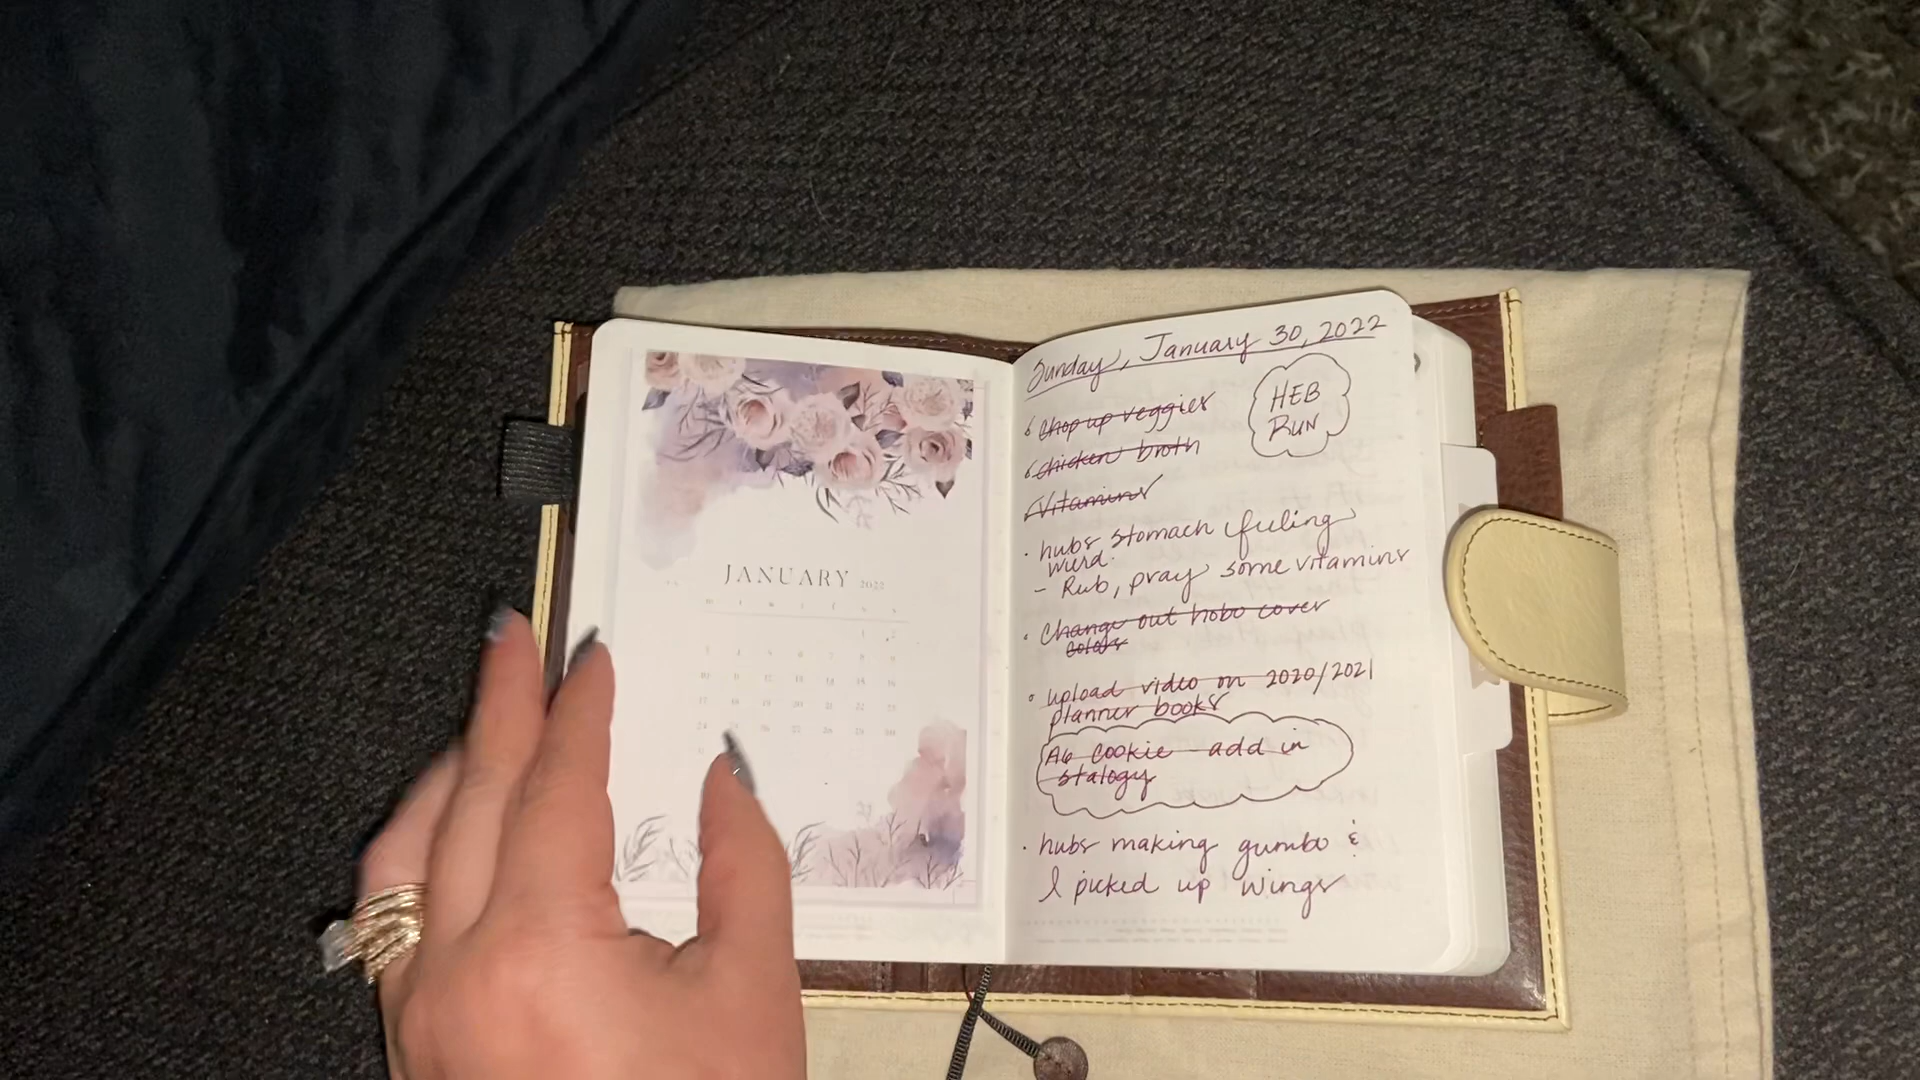 JANUARY 2022
Sunday, January 30, 2022
HEB
RUN
Chop up veggies
chicken broth
Vitamins
hubs stomach feeling
wierd.
- Rub, pray some vitamins
Change out hobo cover
colors
upload video on 2020/2021
planner books
A6 cookie - add in
stalogy
hubs making gumbo &
I picked up wings